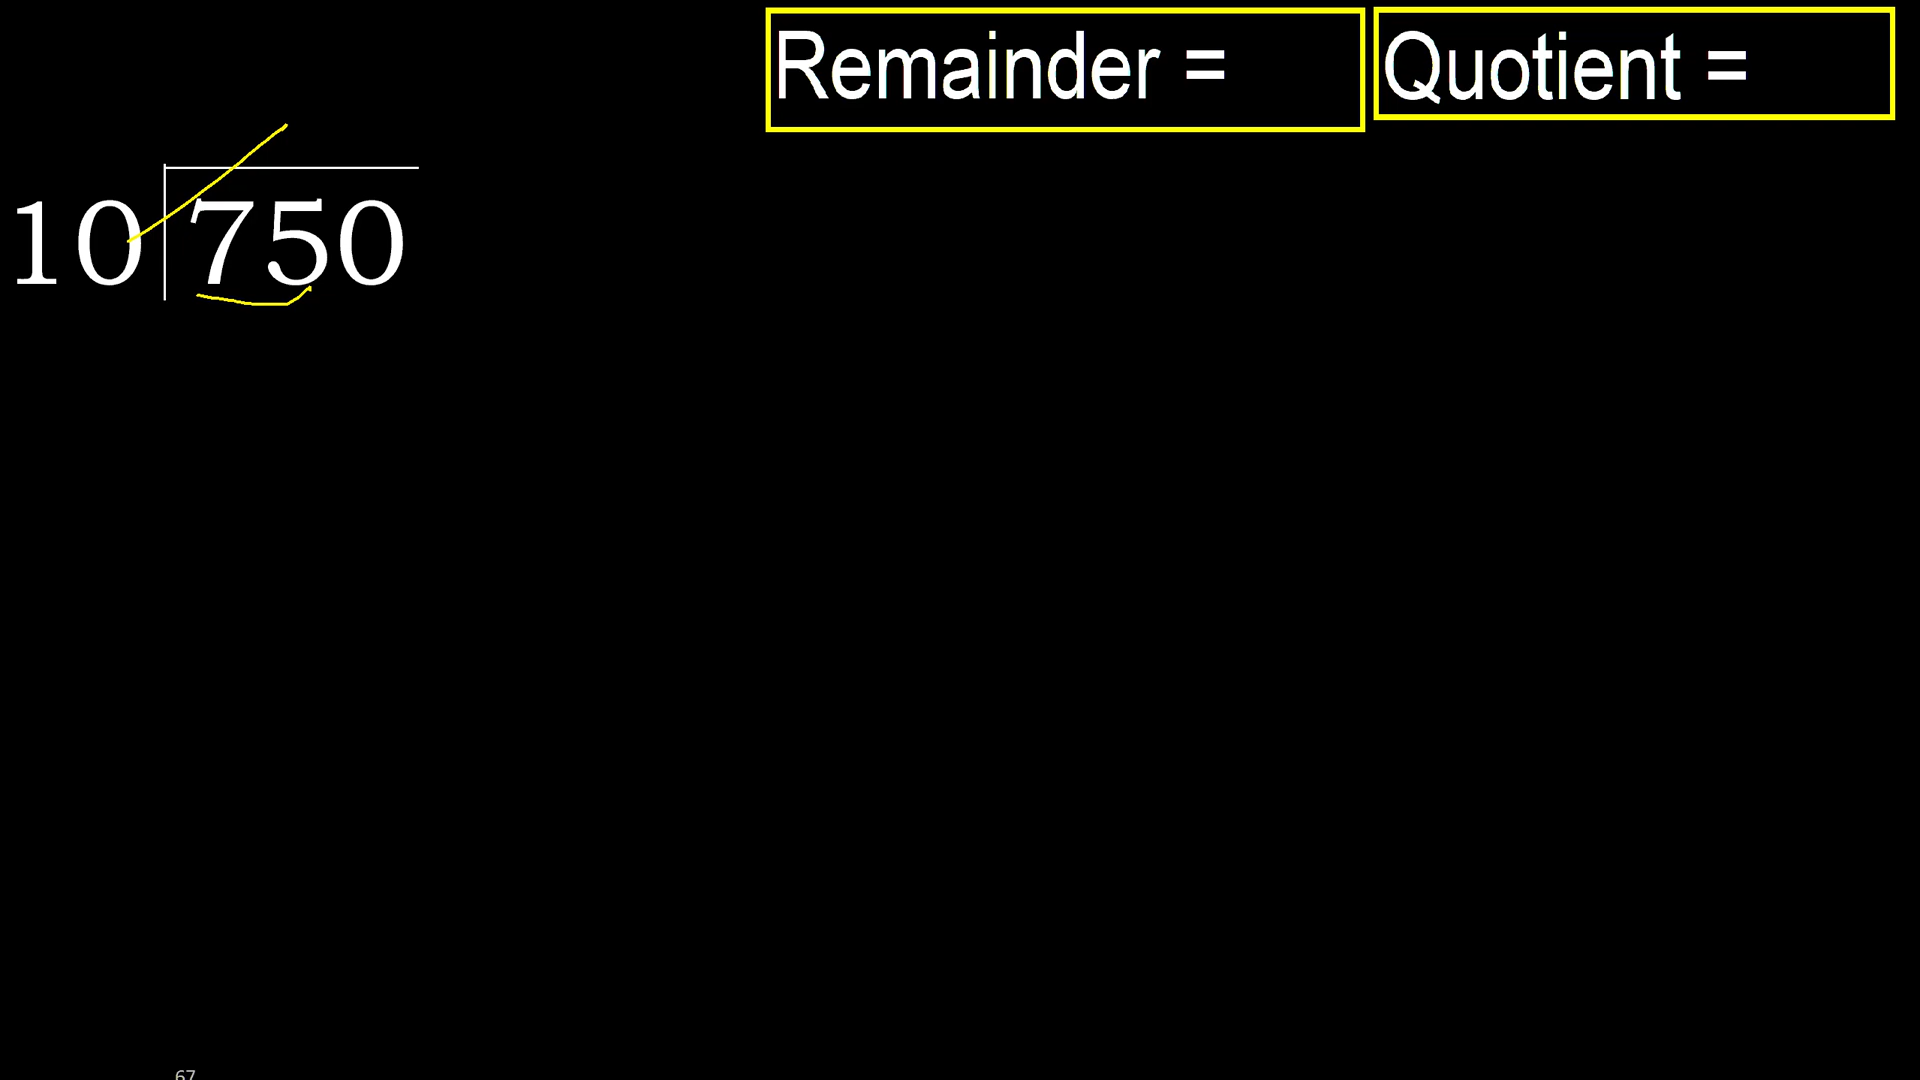 Remainder =
Quotient =
10 750
67